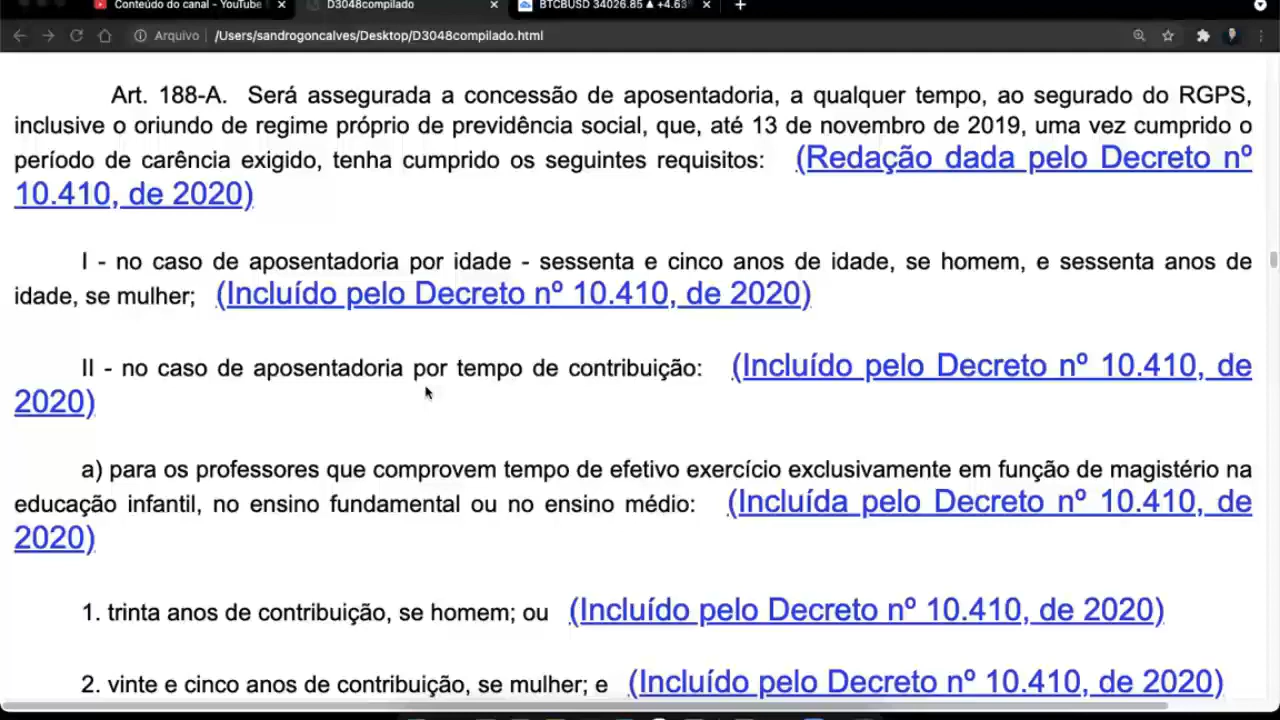 Conteúdo do canal - YouTube
D3048compilado
BTCBUSD 34026.85 ▲ +4.63
Arquivo | /Users/sandrogoncalves/Desktop/D3048compilado.html
Art. 188-A. Será assegurada a concessão de aposentadoria, a qualquer tempo, ao segurado do RGPS,
inclusive o oriundo de regime próprio de previdência social, que, até 13 de novembro de 2019, uma vez cumprido o
período de carência exigido, tenha cumprido os seguintes requisitos: (Redação dada pelo Decreto nº
10.410, de 2020)
I - no caso de aposentadoria por idade - sessenta e cinco anos de idade, se homem, e sessenta anos de
idade, se mulher; (Incluído pelo Decreto nº 10.410, de 2020)
II - no caso de aposentadoria por tempo de contribuição: (Incluído pelo Decreto nº 10.410, de
2020)
a) para os professores que comprovem tempo de efetivo exercício exclusivamente em função de magistério na
educação infantil, no ensino fundamental ou no ensino médio: (Incluída pelo Decreto nº 10.410, de
2020)
1. trinta anos de contribuição, se homem; ou (Incluído pelo Decreto nº 10.410, de 2020)
2. vinte e cinco anos de contribuição, se mulher; e (Incluído pelo Decreto nº 10.410, de 2020)